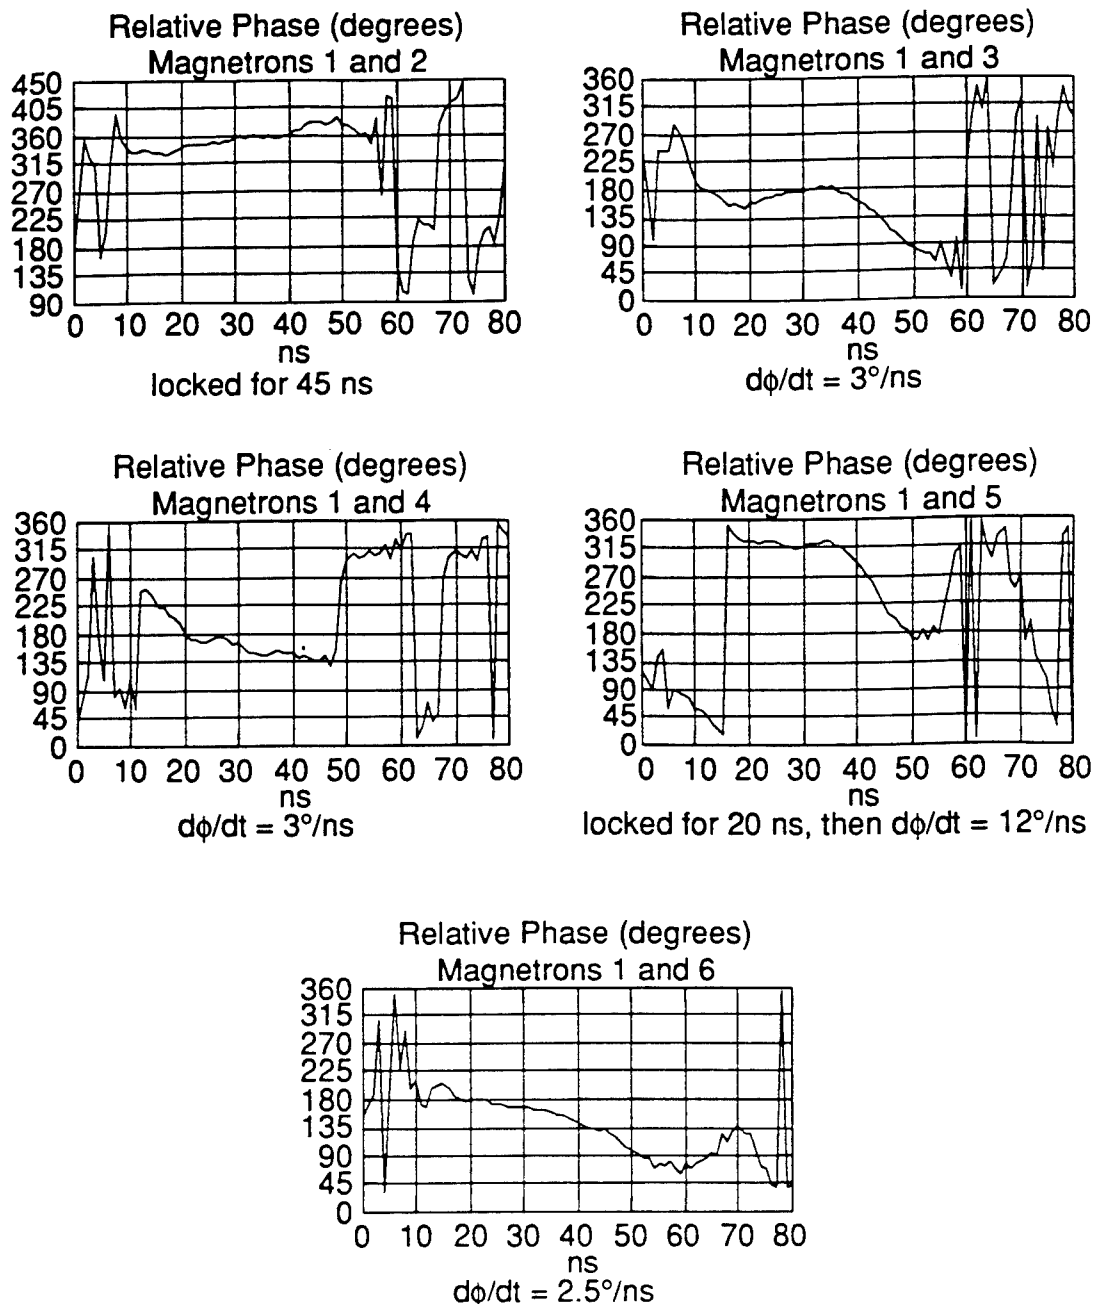 Relative Phase (degrees)
Magnetrons 1 and 2
450
405
360
315
270
225
180
135
90
0 10 20 30 40 50 60 70 80
ns
locked for 45 ns
Relative Phase (degrees)
Magnetrons 1 and 3
360
315
270
225
180
135
90
45
0
0 10 20 30 40 50 60 70 80
ns
dϕ/dt = 3°/ns
Relative Phase (degrees)
Magnetrons 1 and 4
360
315
270
225
180
135
90
45
0
0 10 20 30 40 50 60 70 80
ns
dϕ/dt = 3°/ns
Relative Phase (degrees)
Magnetrons 1 and 5
360
315
270
225
180
135
90
45
0
0 10 20 30 40 50 60 70 80
ns
locked for 20 ns, then dϕ/dt = 12°/ns
Relative Phase (degrees)
Magnetrons 1 and 6
360
315
270
225
180
135
90
45
0
0 10 20 30 40 50 60 70 80
ns
dϕ/dt = 2.5°/ns